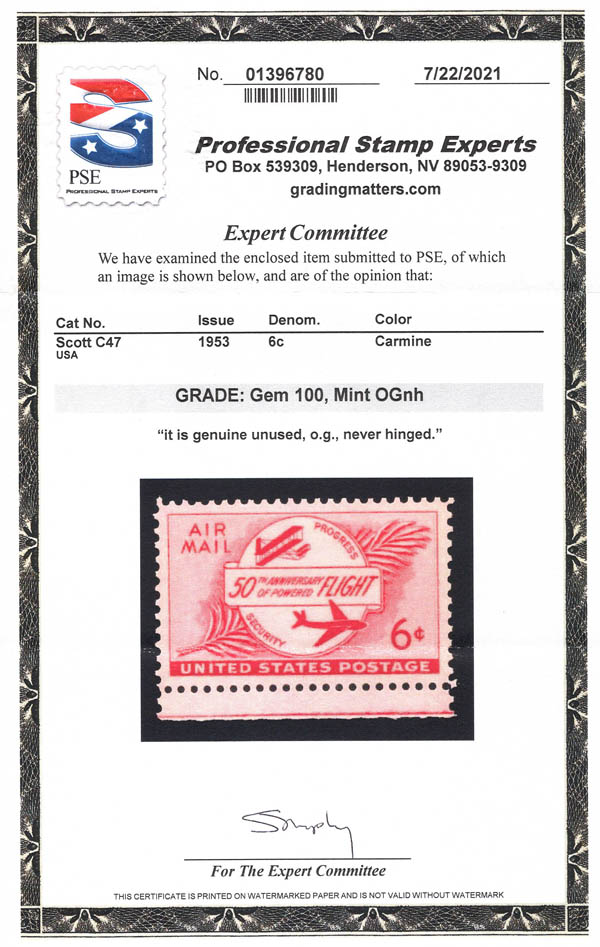 No. 01396780 7/22/2021
PSE
PROFESSIONAL STAMP EXPERTS
Professional Stamp Experts
PO Box 539309, Henderson, NV 89053-9309
gradingmatters.com
Expert Committee
We have examined the enclosed item submitted to PSE, of which
an image is shown below, and are of the opinion that:
Cat No. Issue Denom. Color
Scott C47 1953 6c Carmine
USA
GRADE: Gem 100, Mint OGnh
“it is genuine unused, o.g., never hinged.”
AIR
MAIL
PROGRESS
50TH ANNIVERSARY OF POWERED FLIGHT
SECURITY
6¢
UNITED STATES POSTAGE
For The Expert Committee
THIS CERTIFICATE IS PRINTED ON WATERMARKED PAPER AND IS NOT VALID WITHOUT WATERMARK